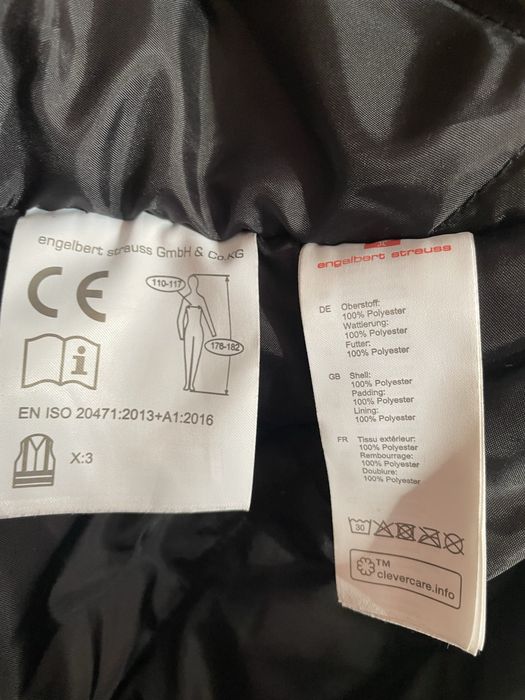 engelbert strauss GmbH & Co.KG
CE
110-117
178-182
i
EN ISO 20471:2013+A1:2016
X:3
engelbert strauss
DE Oberstoff:
100% Polyester
Wattierung:
100% Polyester
Futter:
100% Polyester
GB Shell:
100% Polyester
Padding:
100% Polyester
Lining:
100% Polyester
FR Tissu extérieur:
100% Polyester
Rembourrage:
100% Polyester
Doublure:
100% Polyester
30
TM
clevercare.info